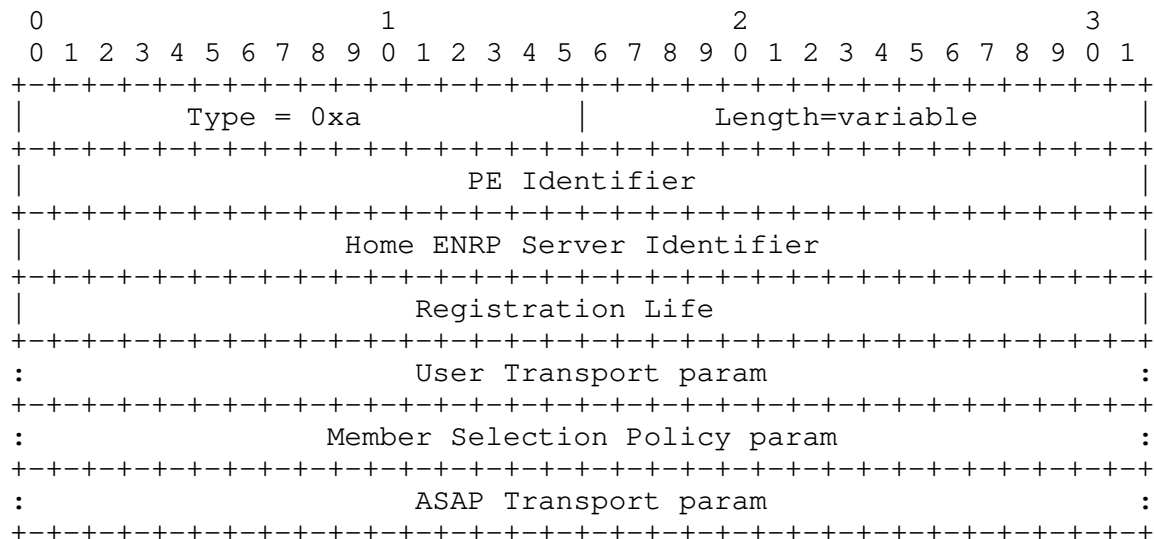 0                   1                   2                   3
 0 1 2 3 4 5 6 7 8 9 0 1 2 3 4 5 6 7 8 9 0 1 2 3 4 5 6 7 8 9 0 1
+-+-+-+-+-+-+-+-+-+-+-+-+-+-+-+-+-+-+-+-+-+-+-+-+-+-+-+-+-+-+-+-+
|         Type = 0xa            |       Length=variable         |
+-+-+-+-+-+-+-+-+-+-+-+-+-+-+-+-+-+-+-+-+-+-+-+-+-+-+-+-+-+-+-+-+
|                         PE Identifier                         |
+-+-+-+-+-+-+-+-+-+-+-+-+-+-+-+-+-+-+-+-+-+-+-+-+-+-+-+-+-+-+-+-+
|                  Home ENRP Server Identifier                  |
+-+-+-+-+-+-+-+-+-+-+-+-+-+-+-+-+-+-+-+-+-+-+-+-+-+-+-+-+-+-+-+-+
|                      Registration Life                        |
+-+-+-+-+-+-+-+-+-+-+-+-+-+-+-+-+-+-+-+-+-+-+-+-+-+-+-+-+-+-+-+-+
:                      User Transport param                     :
+-+-+-+-+-+-+-+-+-+-+-+-+-+-+-+-+-+-+-+-+-+-+-+-+-+-+-+-+-+-+-+-+
:                 Member Selection Policy param                 :
+-+-+-+-+-+-+-+-+-+-+-+-+-+-+-+-+-+-+-+-+-+-+-+-+-+-+-+-+-+-+-+-+
:                      ASAP Transport param                     :
+-+-+-+-+-+-+-+-+-+-+-+-+-+-+-+-+-+-+-+-+-+-+-+-+-+-+-+-+-+-+-+-+